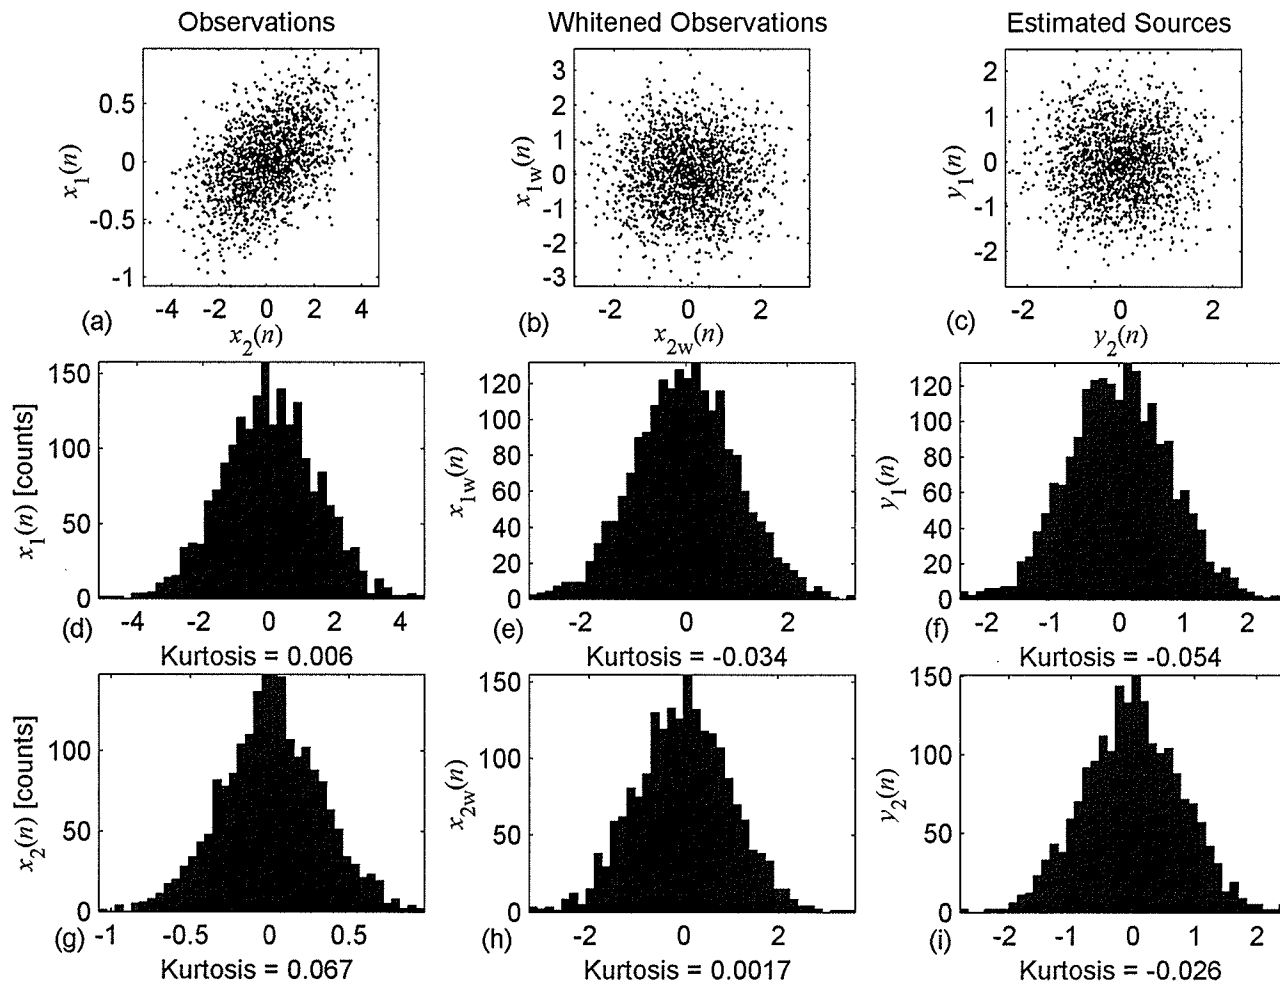 Observations
Whitened Observations
Estimated Sources
x1(n)
0.5
0
-0.5
-1
-4 -2 0 2 4
(a)
x2(n)
x1w(n)
3
2
1
0
-1
-2
-3
-2 0 2
(b)
x2w(n)
y1(n)
2
1
0
-1
-2
-2 0 2
(c)
y2(n)
x1(n) [counts]
150
100
50
0
-4 -2 0 2 4
(d)
Kurtosis = 0.006
x1w(n)
120
100
80
60
40
20
0
-2 0 2
(e)
Kurtosis = -0.034
y1(n)
120
100
80
60
40
20
0
-2 -1 0 1 2
(f)
Kurtosis = -0.054
x2(n) [counts]
100
50
0
-1 -0.5 0 0.5
(g)
Kurtosis = 0.067
x2w(n)
150
100
50
0
-2 0 2
(h)
Kurtosis = 0.0017
y2(n)
150
100
50
0
-2 -1 0 1 2
(i)
Kurtosis = -0.026